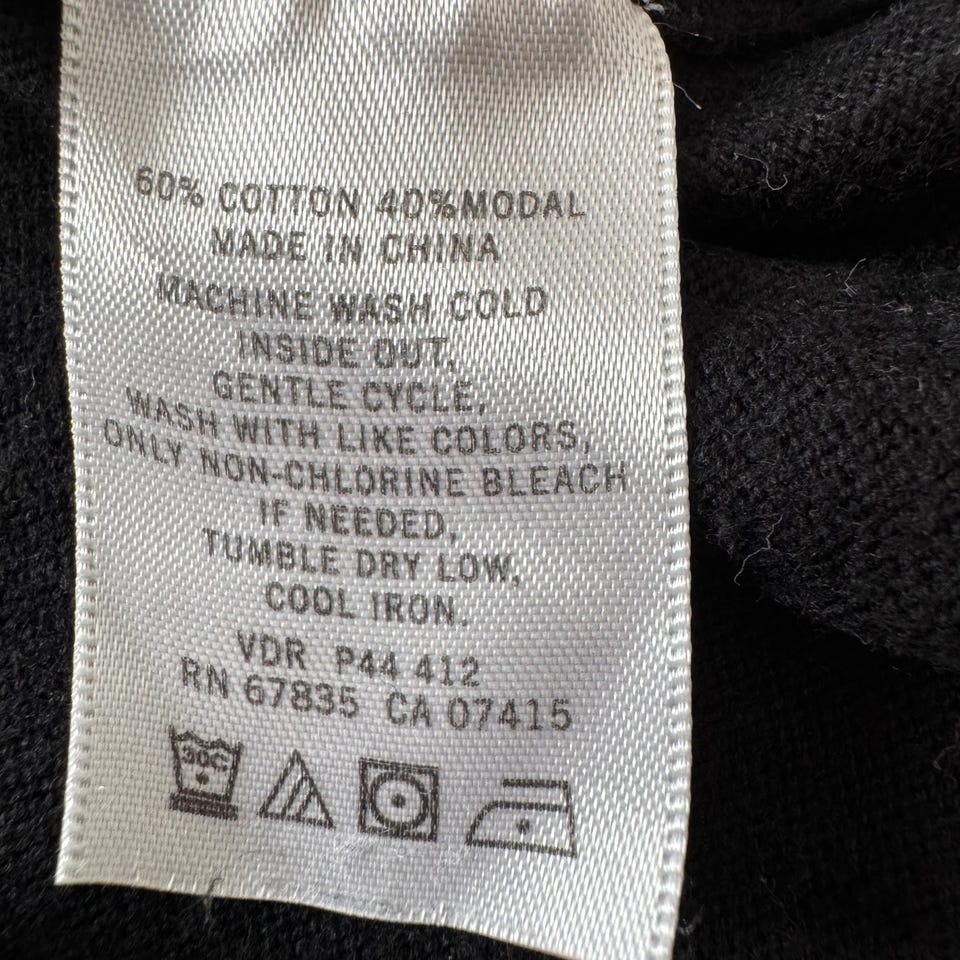 60% COTTON 40%MODAL
MADE IN CHINA
MACHINE WASH COLD
INSIDE OUT,
GENTLE CYCLE,
WASH WITH LIKE COLORS,
ONLY NON-CHLORINE BLEACH
IF NEEDED,
TUMBLE DRY LOW,
COOL IRON.
VDR P44 412
RN 67835 CA 07415
30C